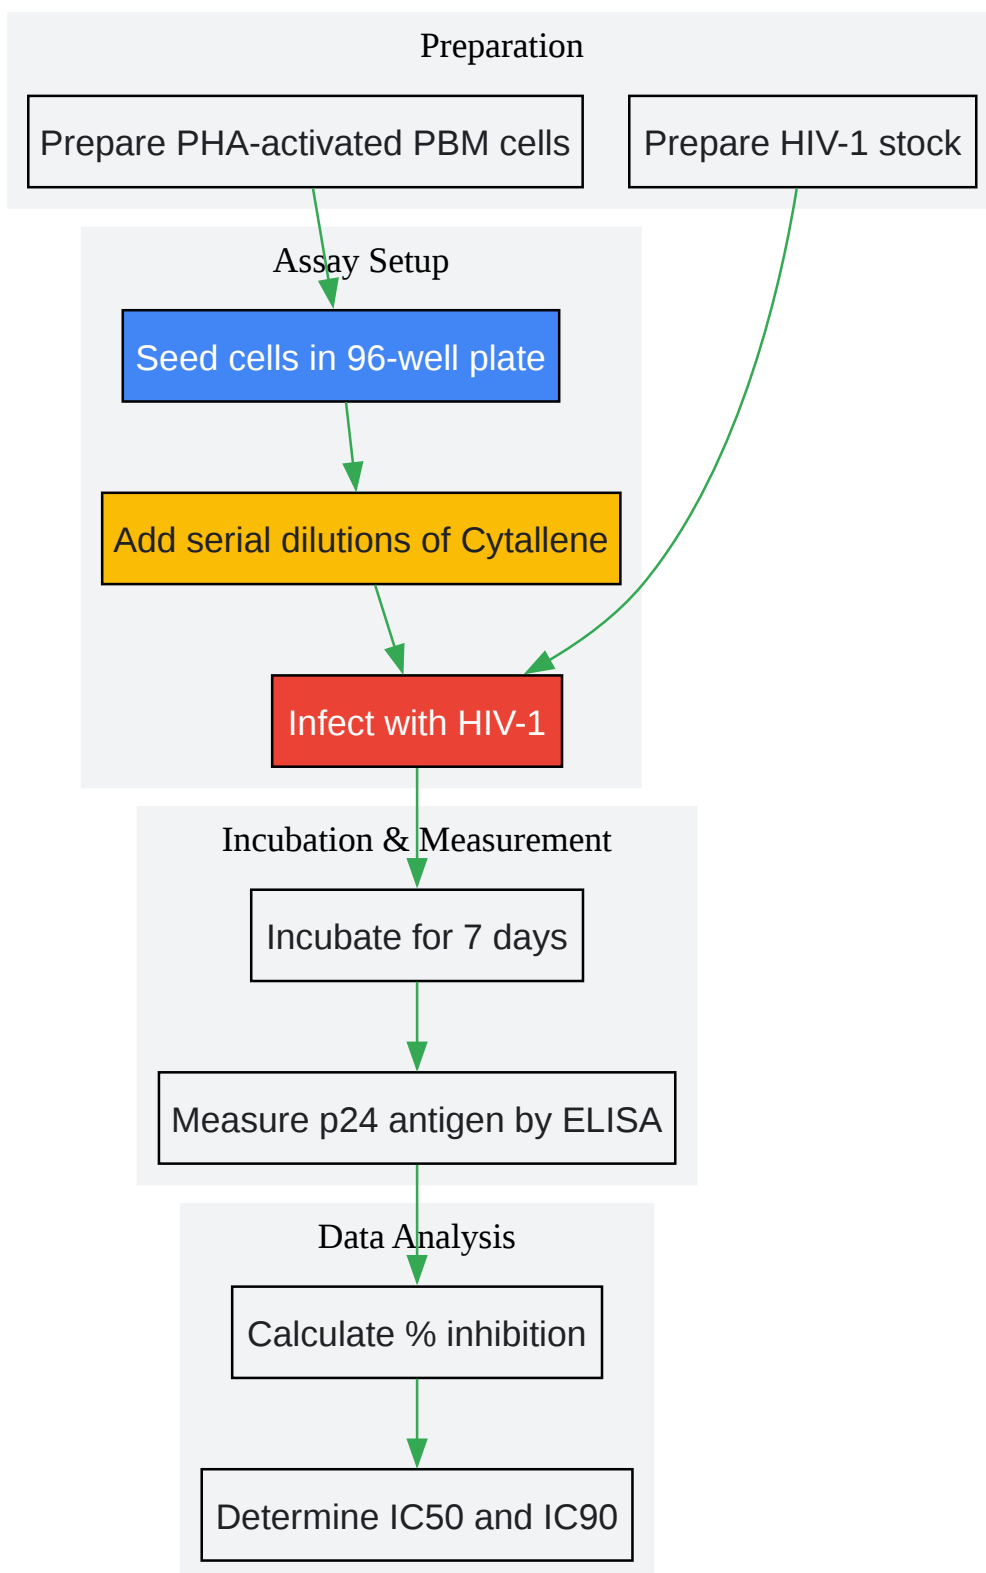 Preparation
Prepare PHA-activated PBM cells
Prepare HIV-1 stock
Assay Setup
Seed cells in 96-well plate
Add serial dilutions of Cytallene
Infect with HIV-1
Incubation & Measurement
Incubate for 7 days
Measure p24 antigen by ELISA
Data Analysis
Calculate % inhibition
Determine IC50 and IC90